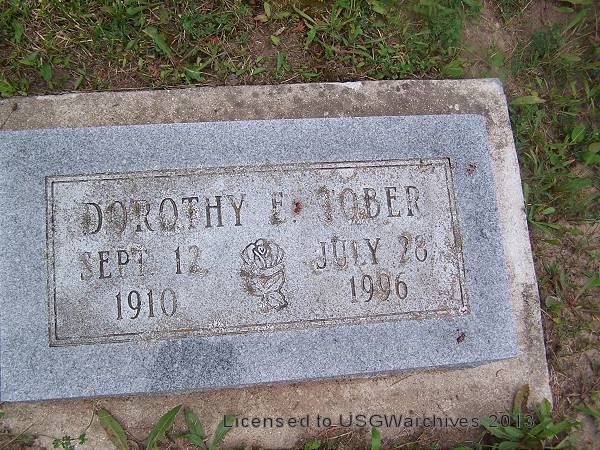 DOROTHY E. TOBER
SEPT. 12 JULY 28
1910 1996
Licensed to USGWarchives 2013